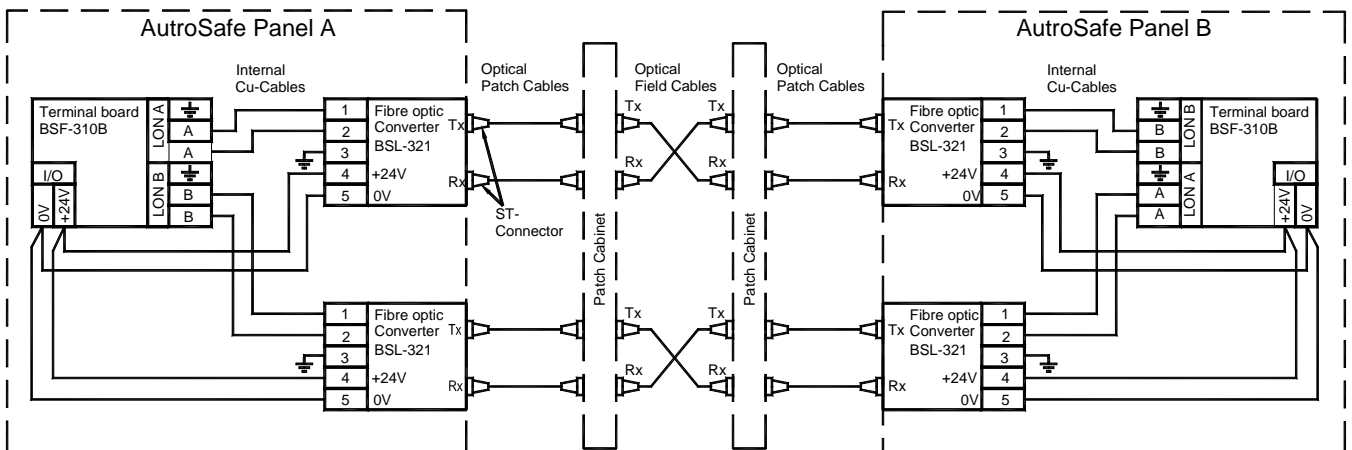 AutroSafe Panel A
AutroSafe Panel B
Internal
Cu-Cables
Optical
Patch Cables
Optical
Field Cables
Optical
Patch Cables
Internal
Cu-Cables
Terminal board
BSF-310B
LON A
A
A
LON B
B
B
I/O
0V
+24V
1
2
3
4
5
Fibre optic
Converter
BSL-321
+24V
0V
Tx
Rx
ST-
Connector
1
2
3
4
5
Fibre optic
Converter
BSL-321
+24V
0V
Tx
Rx
Patch Cabinet
Tx
Rx
Tx
Rx
Tx
Rx
Tx
Rx
Patch Cabinet
Tx
Rx
Fibre optic
Converter
BSL-321
+24V
0V
1
2
3
4
5
Tx
Rx
Fibre optic
Converter
BSL-321
+24V
0V
1
2
3
4
5
B
B
LON B
A
A
LON A
Terminal board
BSF-310B
I/O
+24V
0V